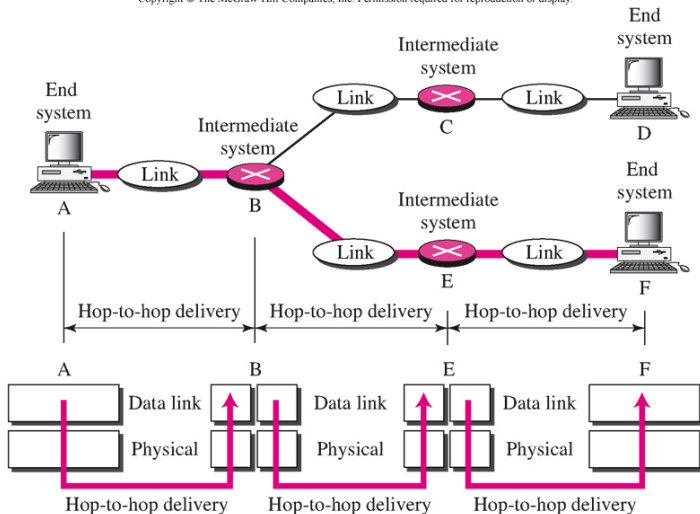 Copyright © The McGraw-Hill Companies, Inc. Permission required for reproduction or display.
End
system
Intermediate
system
Link
Link
C
D
End
system
Intermediate
system
Link
A
B
End
system
Intermediate
system
Link
Link
E
F
Hop-to-hop delivery Hop-to-hop delivery Hop-to-hop delivery
A B E F
Data link Data link Data link
Physical Physical Physical
Hop-to-hop delivery Hop-to-hop delivery Hop-to-hop delivery